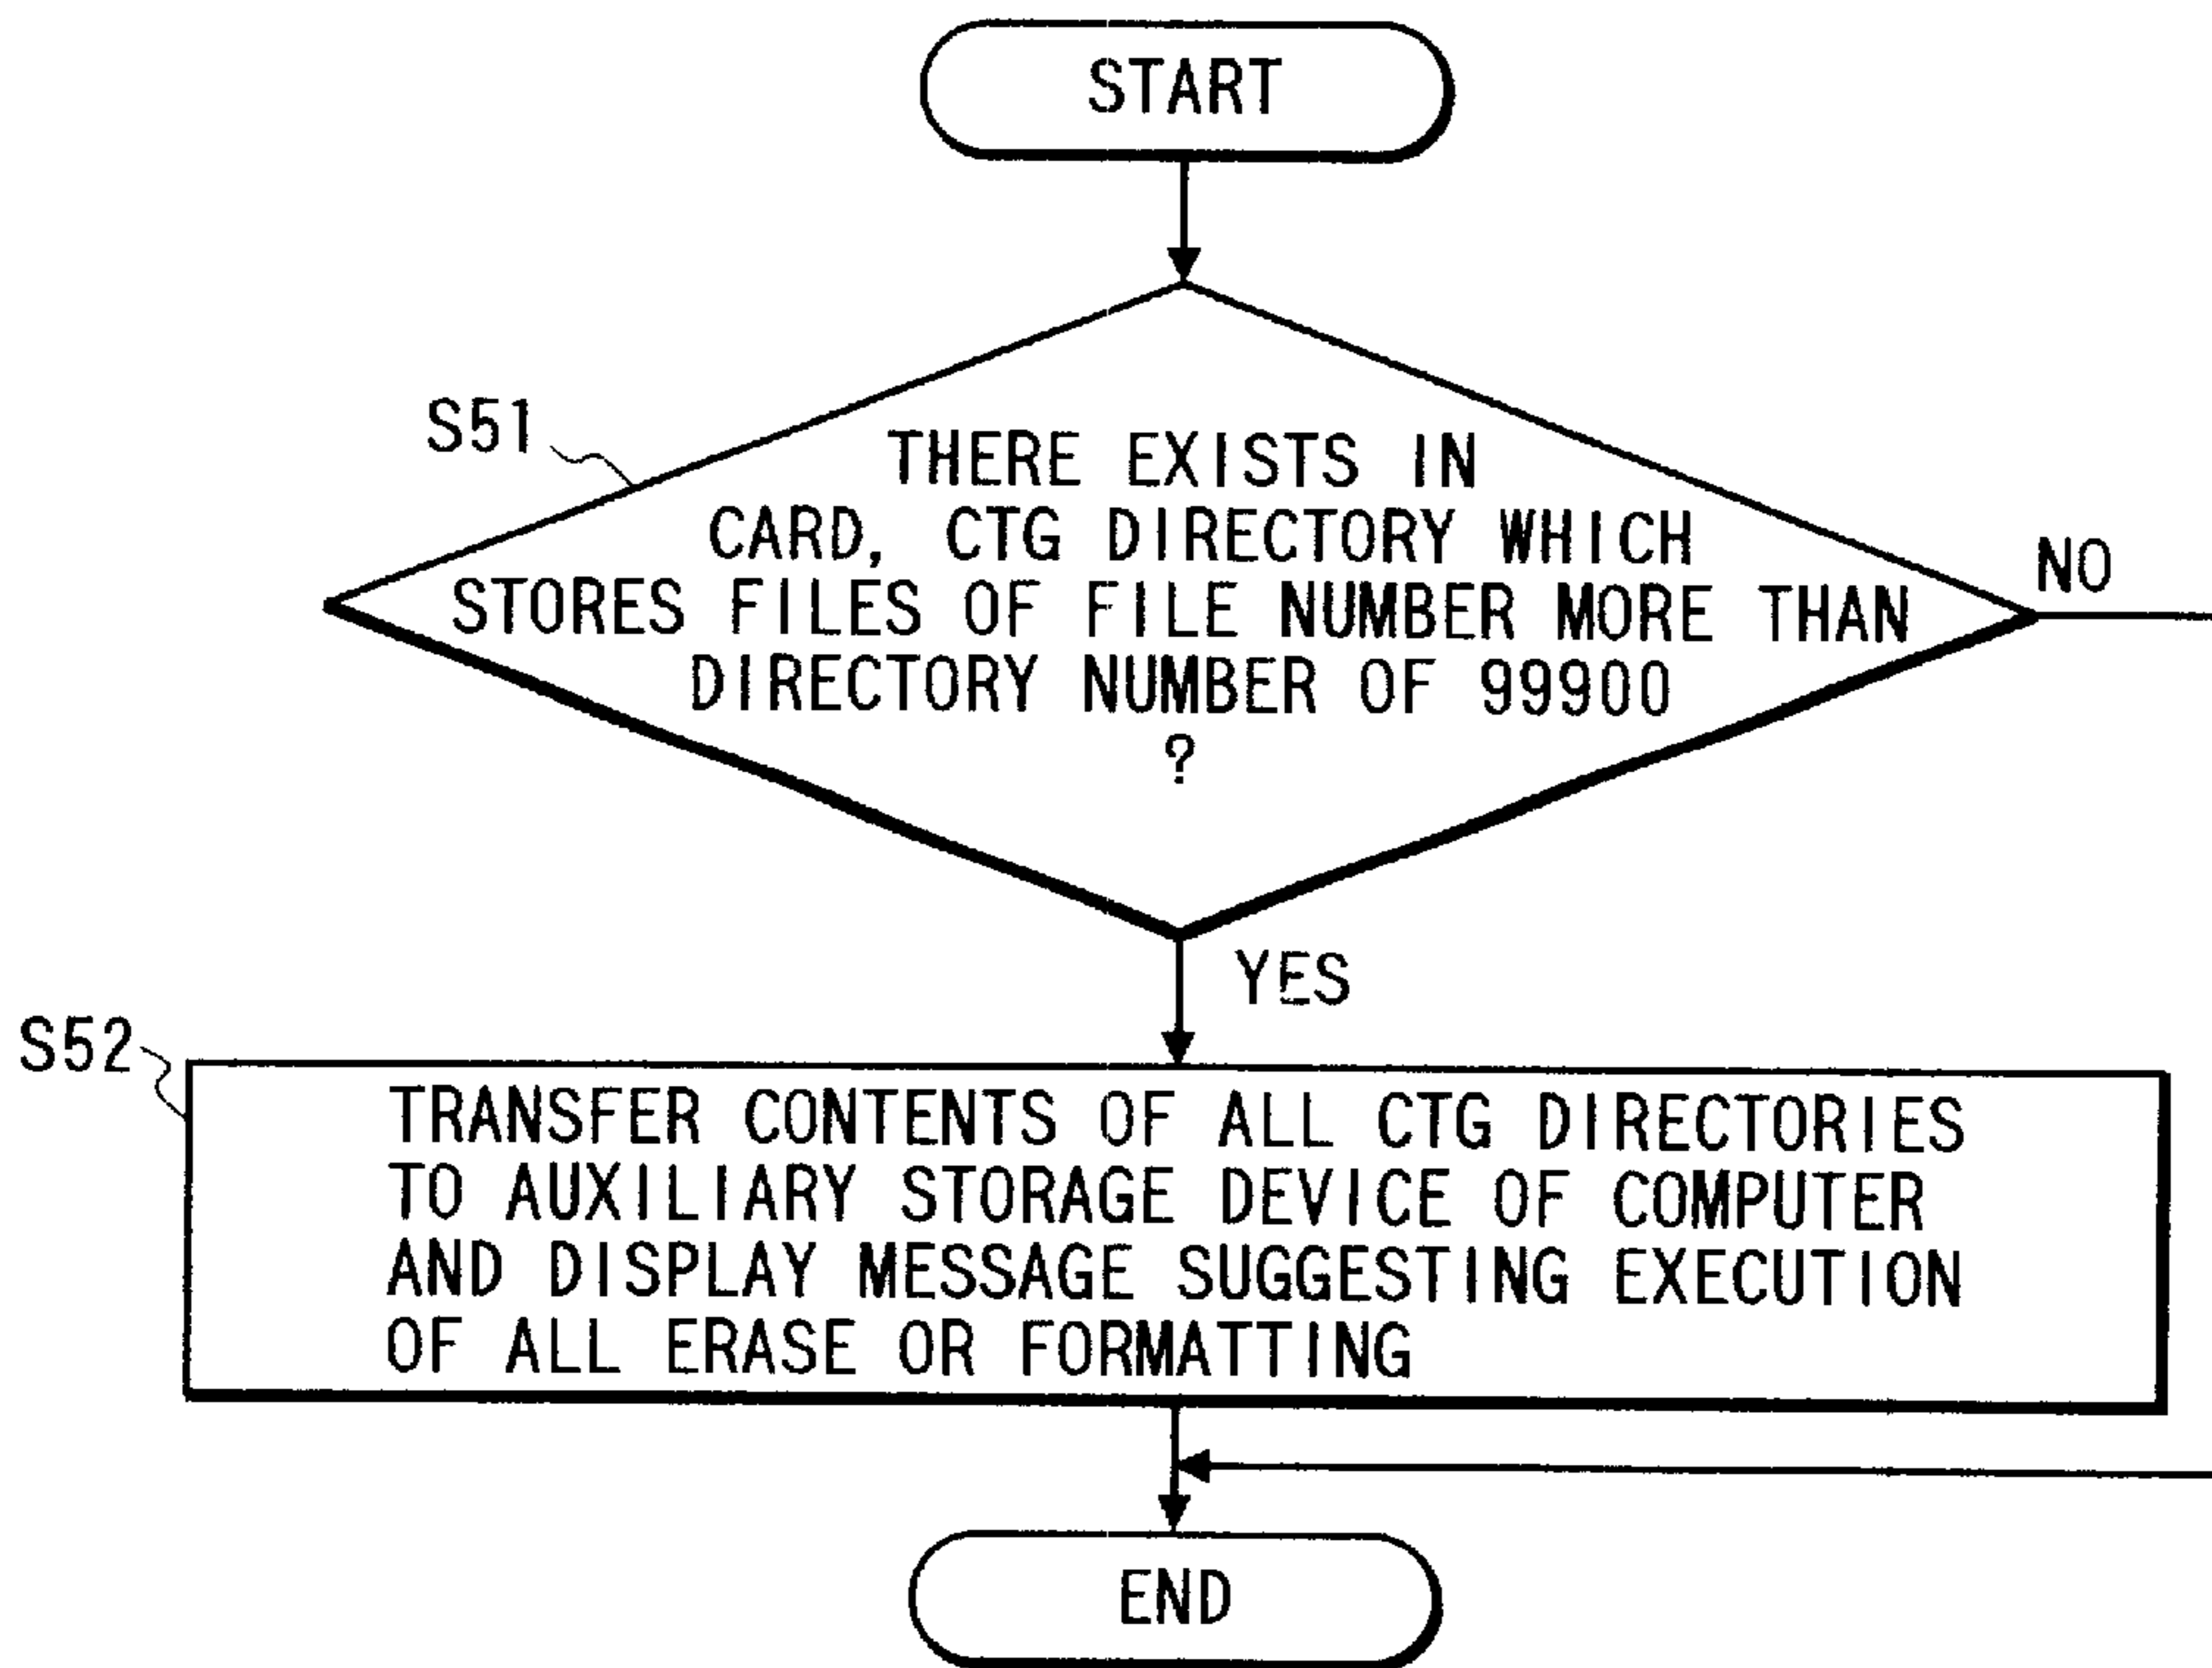 START
S51
THERE EXISTS IN
CARD, CTG DIRECTORY WHICH
STORES FILES OF FILE NUMBER MORE THAN
DIRECTORY NUMBER OF 99900
?
NO
YES
S52
TRANSFER CONTENTS OF ALL CTG DIRECTORIES
TO AUXILIARY STORAGE DEVICE OF COMPUTER
AND DISPLAY MESSAGE SUGGESTING EXECUTION
OF ALL ERASE OR FORMATTING
END